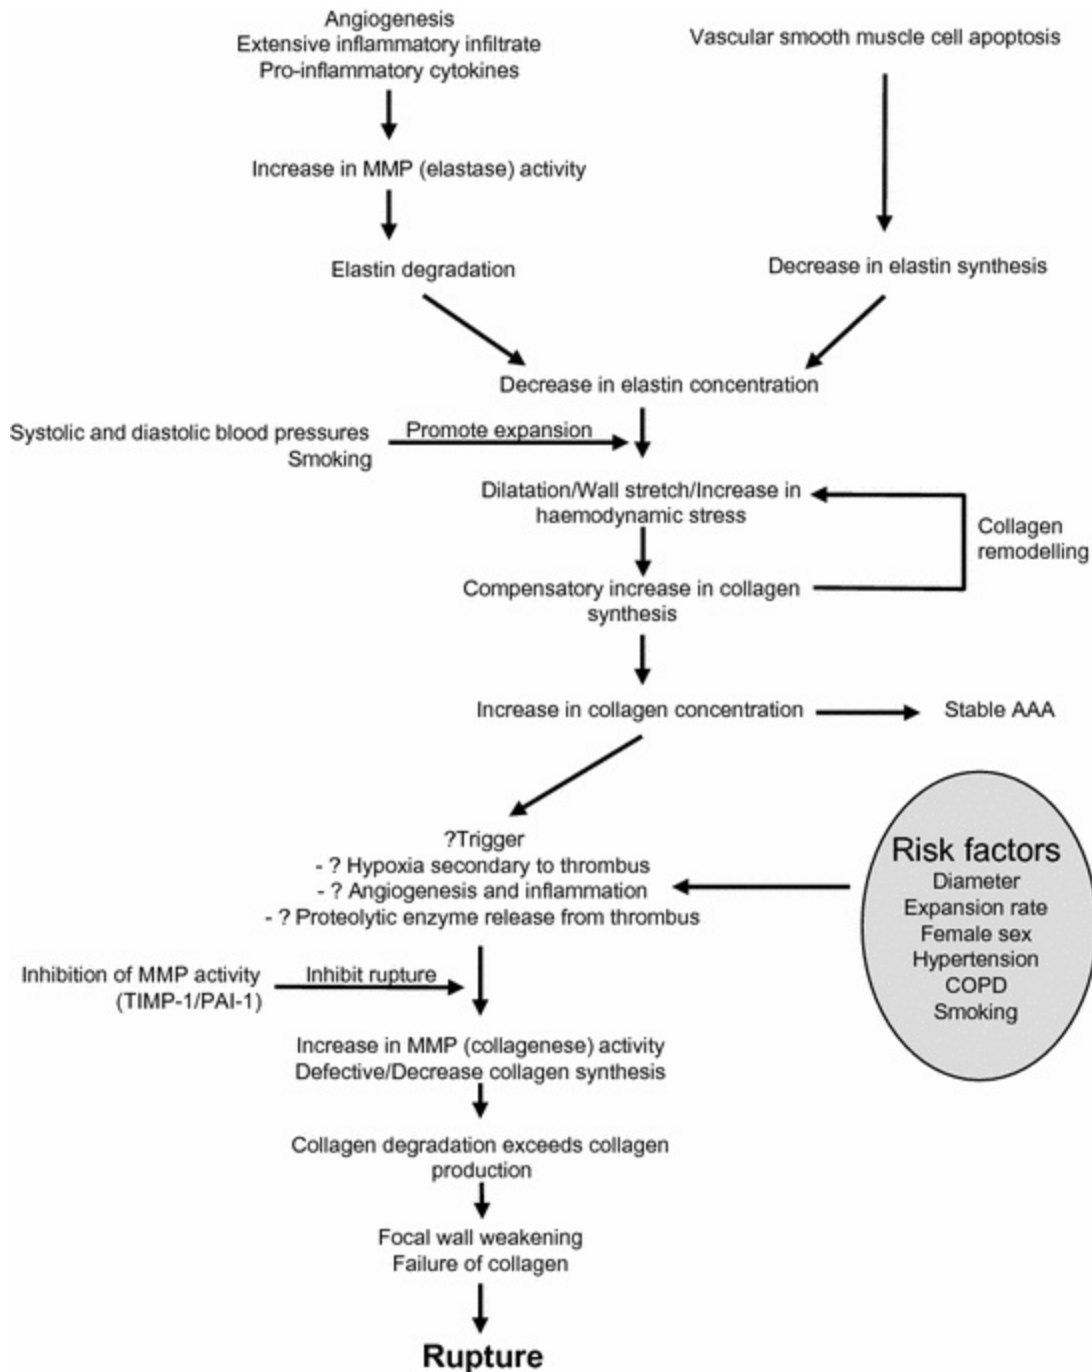 Angiogenesis
Extensive inflammatory infiltrate
Pro-inflammatory cytokines
Vascular smooth muscle cell apoptosis
Increase in MMP (elastase) activity
Elastin degradation
Decrease in elastin synthesis
Decrease in elastin concentration
Systolic and diastolic blood pressures
Smoking
Promote expansion
Dilatation/Wall stretch/Increase in
haemodynamic stress
Collagen
remodelling
Compensatory increase in collagen
synthesis
Increase in collagen concentration
Stable AAA
?Trigger
- ? Hypoxia secondary to thrombus
- ? Angiogenesis and inflammation
- ? Proteolytic enzyme release from thrombus
Risk factors
Diameter
Expansion rate
Female sex
Hypertension
COPD
Smoking
Inhibition of MMP activity
(TIMP-1/PAI-1)
Inhibit rupture
Increase in MMP (collagenese) activity
Defective/Decrease collagen synthesis
Collagen degradation exceeds collagen
production
Focal wall weakening
Failure of collagen
Rupture